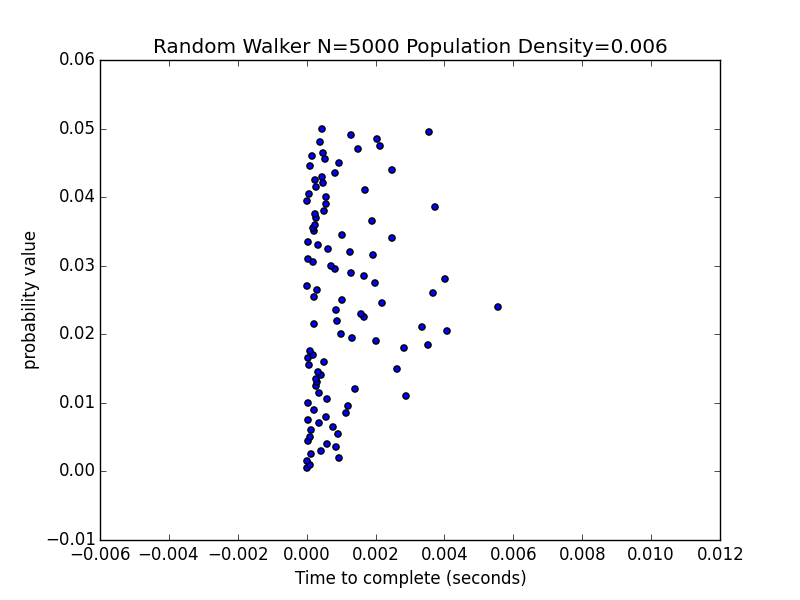 Random Walker N=5000 Population Density=0.006
0.06
0.05
0.04
0.03
0.02
0.01
0.00
−0.01
probability value
−0.006 −0.004 −0.002 0.000 0.002 0.004 0.006 0.008 0.010 0.012
Time to complete (seconds)